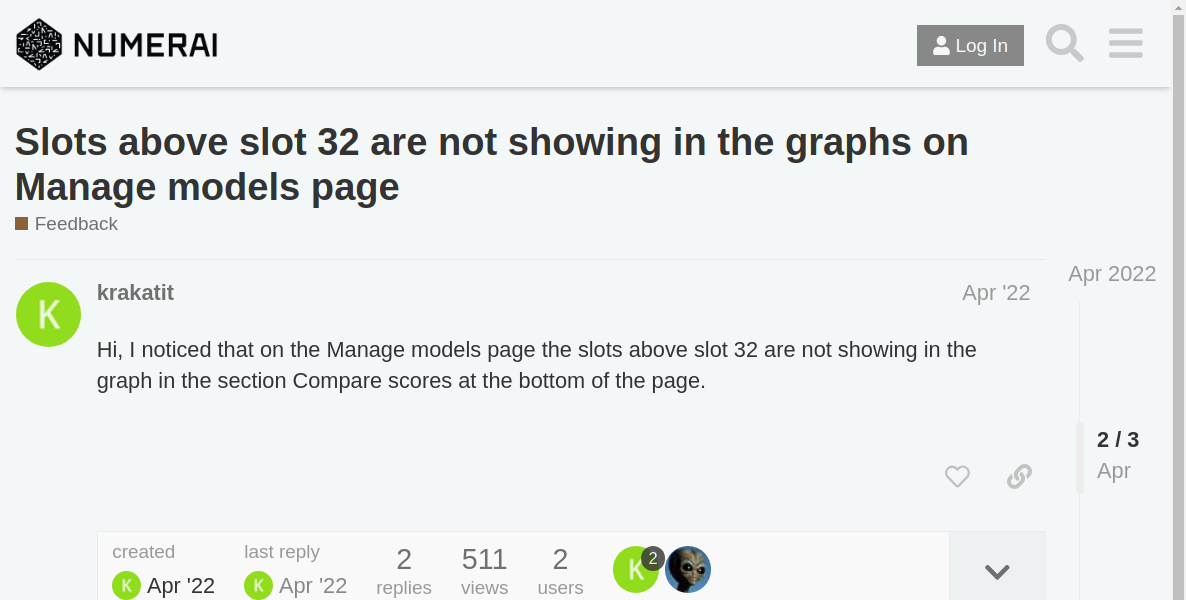 NUMERAI
Log In
Slots above slot 32 are not showing in the graphs on
Manage models page
Feedback
Apr 2022
krakatit
Apr '22
Hi, I noticed that on the Manage models page the slots above slot 32 are not showing in the
graph in the section Compare scores at the bottom of the page.
2 / 3
Apr
created
last reply
2
511
2
K
2
K
Apr '22
K
Apr '22
replies
views
users